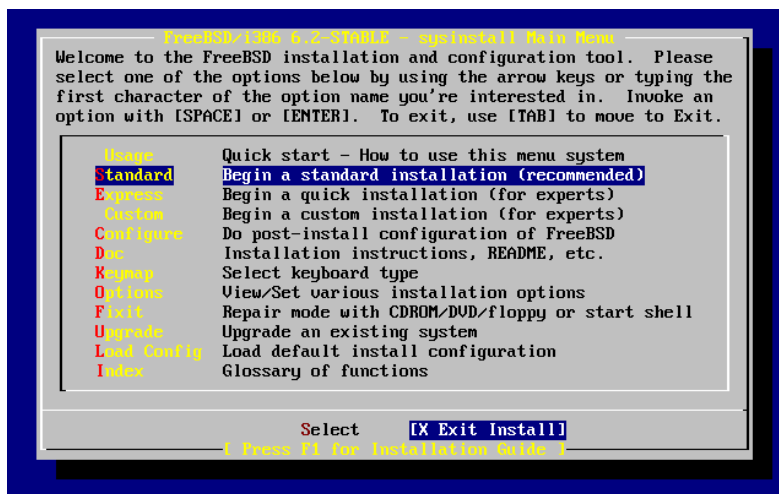 FreeBSD/i386 6.2-STABLE - sysinstall Main Menu
Welcome to the FreeBSD installation and configuration tool.  Please
select one of the options below by using the arrow keys or typing the
first character of the option name you're interested in.  Invoke an
option with [SPACE] or [ENTER].  To exit, use [TAB] to move to Exit.
Usage Quick start - How to use this menu system
Standard Begin a standard installation (recommended)
Express Begin a quick installation (for experts)
Custom Begin a custom installation (for experts)
Configure Do post-install configuration of FreeBSD
Doc Installation instructions, README, etc.
Keymap Select keyboard type
Options View/Set various installation options
Fixit Repair mode with CDROM/DVD/floppy or start shell
Upgrade Upgrade an existing system
Load Config Load default install configuration
Index Glossary of functions
Select [X Exit Install]
[ Press F1 for Installation Guide ]